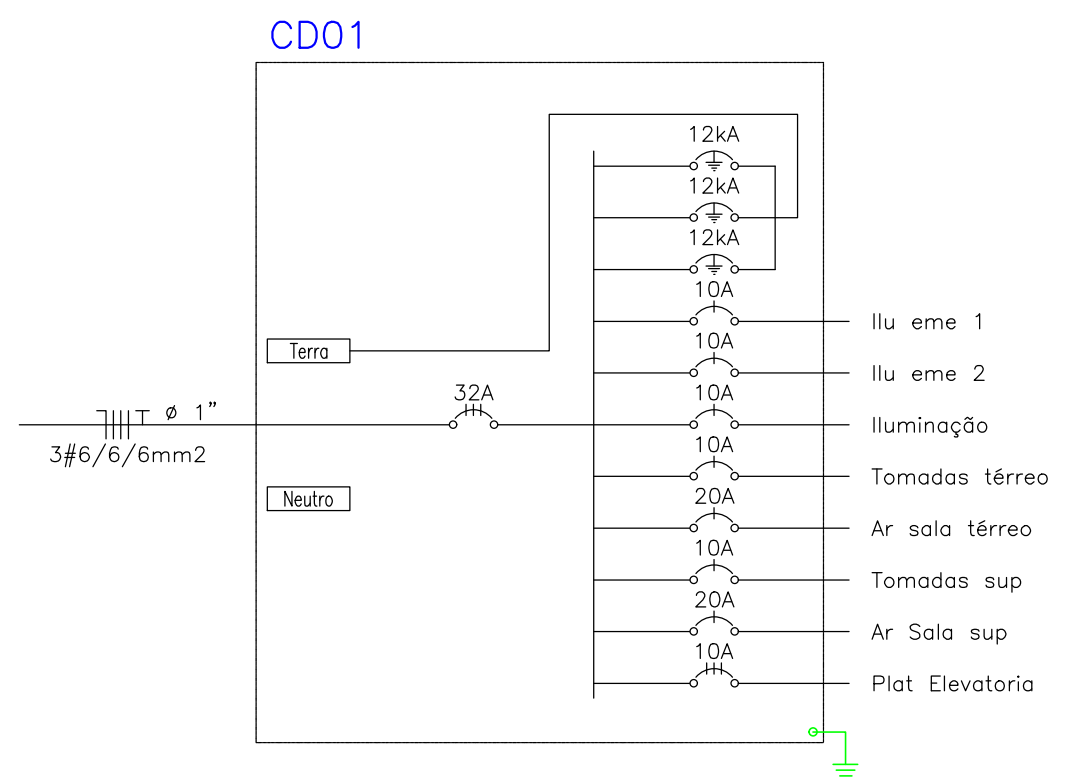 CD01
12kA
12kA
12kA
10A
Ilu eme 1
Terra
10A
Ilu eme 2
32A
10A
Iluminação
ø 1"
3#6/6/6mm2
10A
Tomadas térreo
Neutro
20A
Ar sala térreo
10A
Tomadas sup
20A
Ar Sala sup
10A
Plat Elevatoria